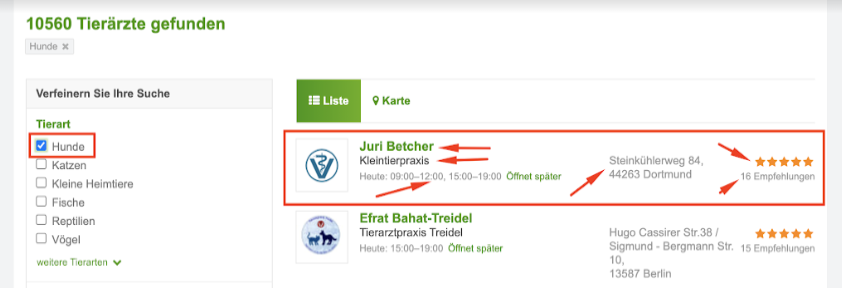 10560 Tierärzte gefunden
Hunde ×
Verfeinern Sie Ihre Suche
Tierart
Hunde
Katzen
Kleine Heimtiere
Fische
Reptilien
Vögel
weitere Tierarten
Liste
Karte
Juri Betcher
Kleintierpraxis
Heute: 09:00–12:00, 15:00–19:00 Öffnet später
Steinkühlerweg 84,
44263 Dortmund
16 Empfehlungen
Efrat Bahat-Treidel
Tierarztpraxis Treidel
Heute: 15:00–19:00 Öffnet später
Hugo Cassirer Str.38 /
Sigmund - Bergmann Str.
10,
13587 Berlin
15 Empfehlungen